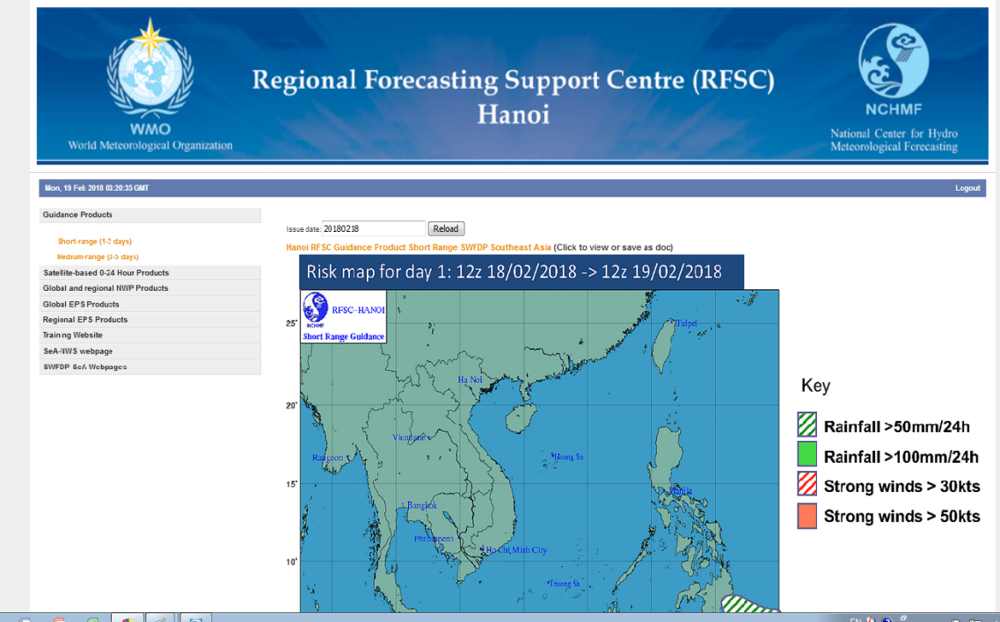 WMO
World Meteorological Organization
Regional Forecasting Support Centre (RFSC)
Hanoi
NCHMF
National Center for Hydro
Meteorological Forecasting
Mon, 19 Feb 2018 03:20:35 GMT
Logout
Guidance Products
Short-range (1-2 days)
Medium-range (3-5 days)
Satellite-based 0-24 Hour Products
Global and regional NWP Products
Global EPS Products
Regional EPS Products
Training Website
SeA-NWS webpage
SWFDP SeA Webpages
Issue date: 20180218 Reload
Hanoi RFSC Guidance Product Short Range SWFDP Southeast Asia (Click to view or save as doc)
Risk map for day 1: 12z 18/02/2018 -> 12z 19/02/2018
RFSC-HANOI
NCHMF
Short Range Guidance
25°
20°
15°
10°
Taipei
Ha Noi
Vientiane
Rangoon
Hoang Sa
Manila
Bangkok
Phnompenh
Ho Chi Minh City
Truong Sa
Key
Rainfall >50mm/24h
Rainfall >100mm/24h
Strong winds > 30kts
Strong winds > 50kts
EN